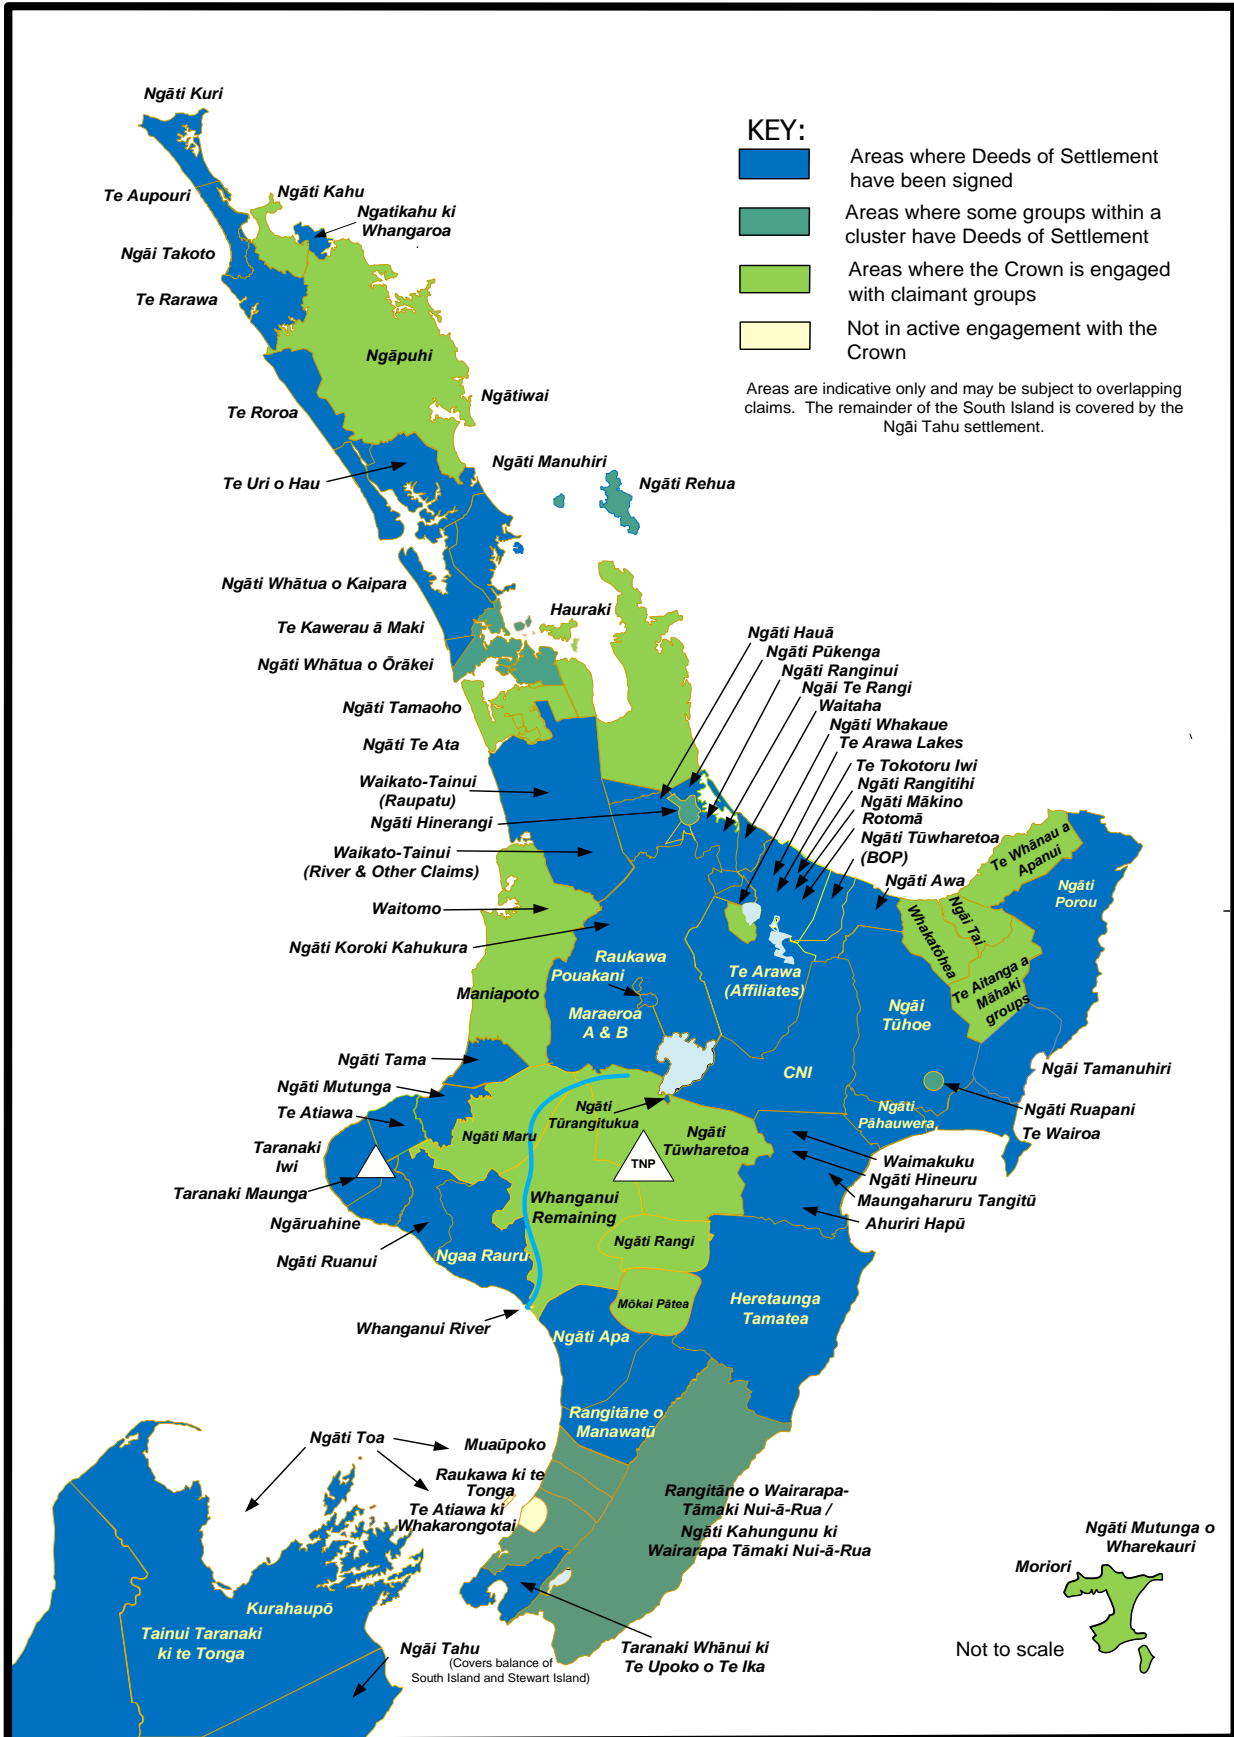 Ngāti Kuri
KEY:
Areas where Deeds of Settlement
have been signed
Areas where some groups within a
cluster have Deeds of Settlement
Areas where the Crown is engaged
with claimant groups
Not in active engagement with the
Crown
Areas are indicative only and may be subject to overlapping
claims. The remainder of the South Island is covered by the
Ngāi Tahu settlement.
Te Aupouri
Ngāti Kahu
Ngatikahu ki
Whangaroa
Ngāi Takoto
Te Rarawa
Ngāpuhi
Ngātiwai
Te Roroa
Te Uri o Hau
Ngāti Manuhiri
Ngāti Rehua
Ngāti Whātua o Kaipara
Hauraki
Te Kawerau ā Maki
Ngāti Whātua o Ōrākei
Ngāti Tamaoho
Ngāti Te Ata
Ngāti Hauā
Ngāti Pūkenga
Ngāti Ranginui
Ngāi Te Rangi
Waitaha
Ngāti Whakaue
Te Arawa Lakes
Te Tokotoru Iwi
Ngāti Rangitihi
Ngāti Mākino
Rotomā
Ngāti Tūwharetoa
(BOP)
Ngāti Awa
Waikato-Tainui
(Raupatu)
Ngāti Hinerangi
Waikato-Tainui
(River & Other Claims)
Waitomo
Ngāti Koroki Kahukura
Te Whānau a
Apanui
Ngāti
Porou
Ngāi Tai
Whakatōhea
Te Aitanga a
Māhaki
groups
Raukawa
Pouakani
Te Arawa
(Affiliates)
Maniapoto
Maraeroa
A & B
Ngāi
Tūhoe
Ngāti Tama
CNI
Ngāi Tamanuhiri
Ngāti Mutunga
Te Atiawa
Ngāti
Tūrangitukua
Ngāti
Pāhauwera
Ngāti Ruapani
Te Wairoa
Taranaki
Iwi
Ngāti Maru
Ngāti
Tūwharetoa
TNP
Waimakuku
Ngāti Hineuru
Maungaharuru Tangitū
Ahuriri Hapū
Taranaki Maunga
Whanganui
Remaining
Ngāruahine
Ngāti Ruanui
Ngaa Rauru
Ngāti Rangi
Mōkai Pātea
Heretaunga
Tamatea
Whanganui River
Ngāti Apa
Rangitāne o
Manawatū
Ngāti Toa
Muaūpoko
Raukawa ki te
Tonga
Te Atiawa ki
Whakarongotai
Rangitāne o Wairarapa-
Tāmaki Nui-ā-Rua /
Ngāti Kahungunu ki
Wairarapa Tāmaki Nui-ā-Rua
Ngāti Mutunga o
Wharekauri
Moriori
Kurahaupō
Tainui Taranaki
ki te Tonga
Ngāi Tahu
(Covers balance of
South Island and Stewart Island)
Taranaki Whānui ki
Te Upoko o Te Ika
Not to scale